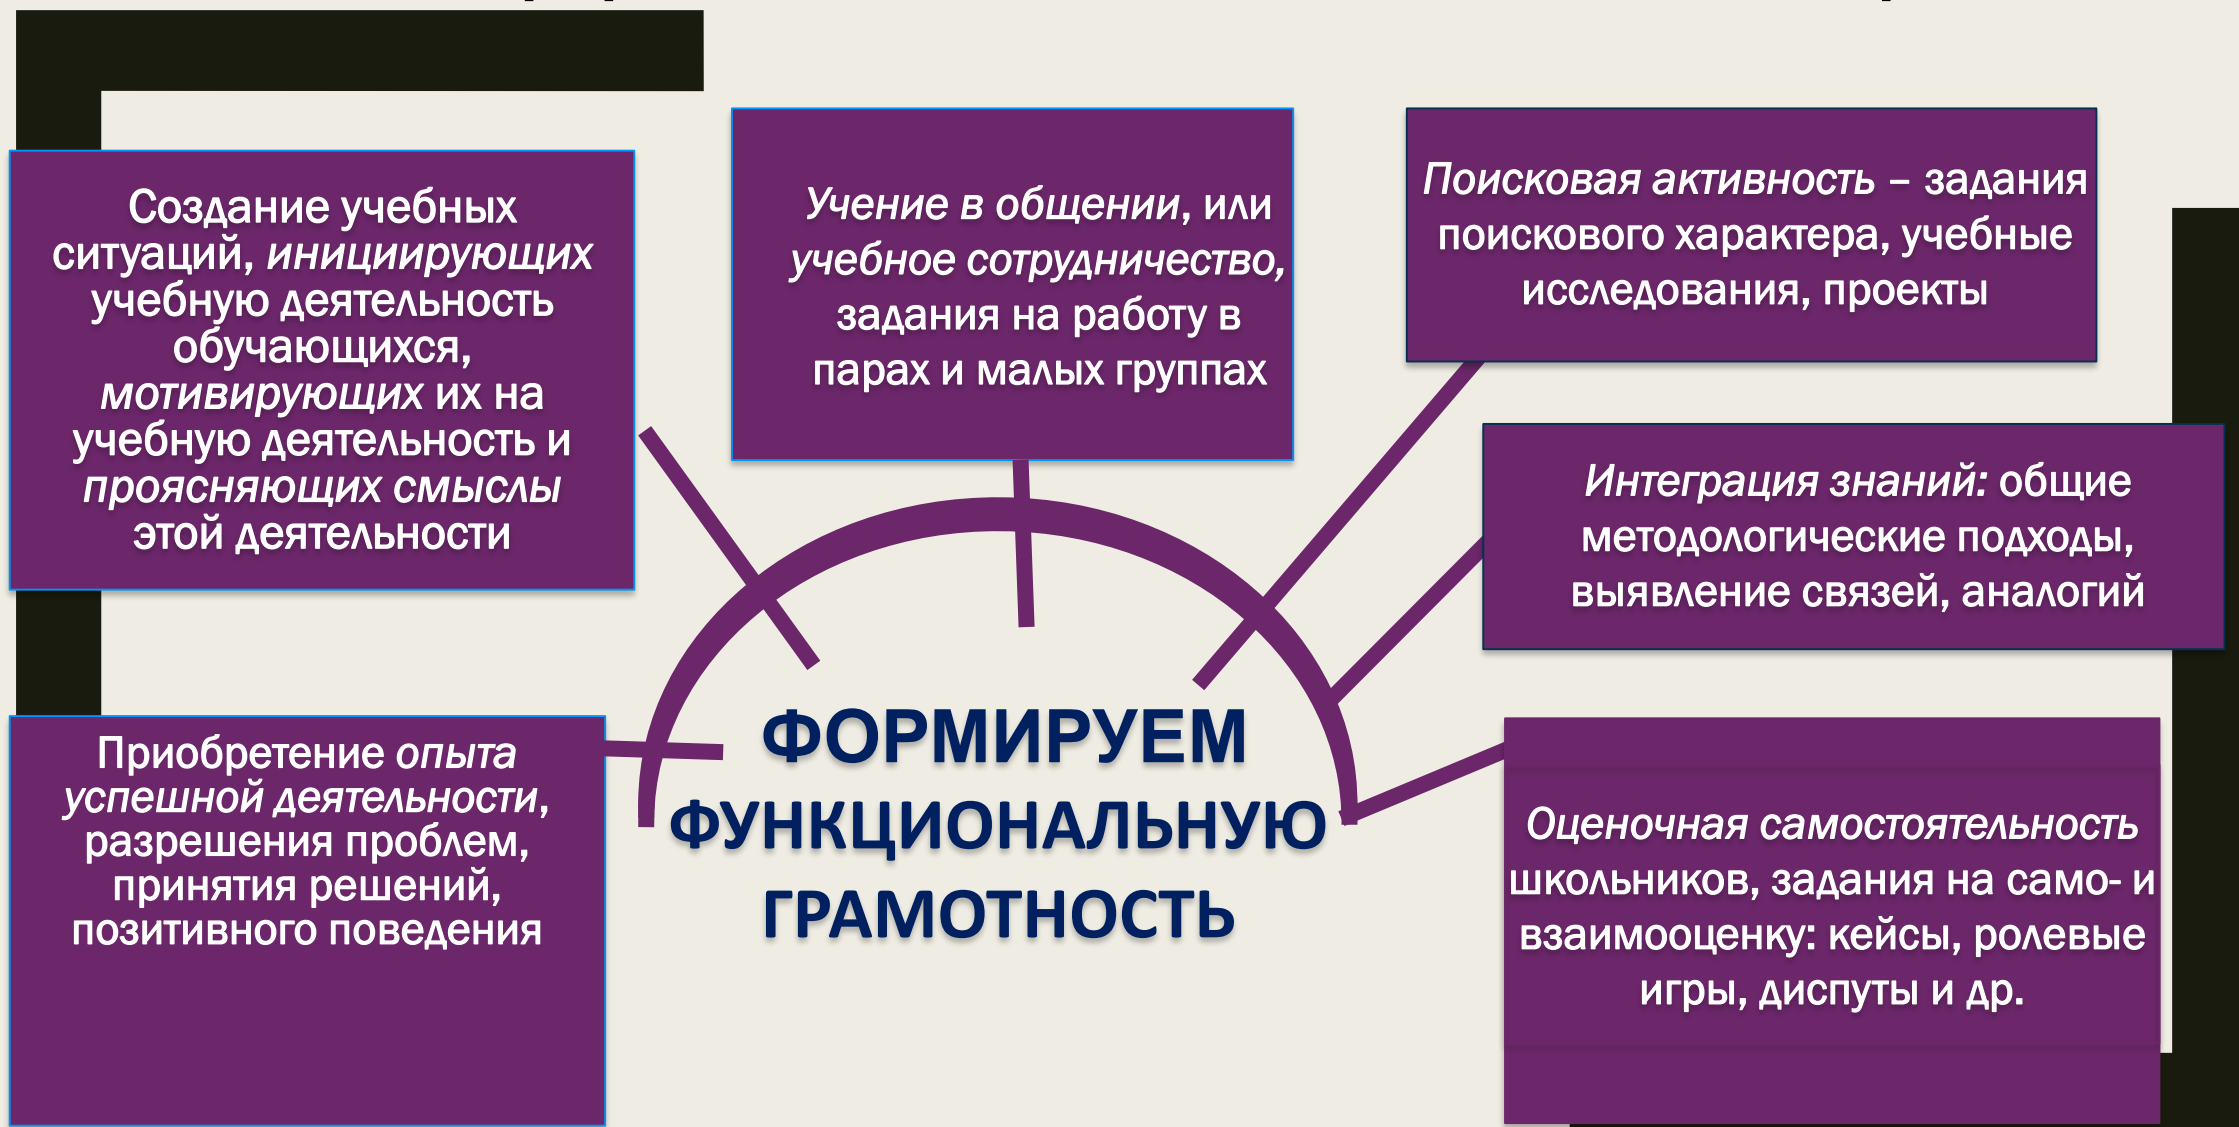 Создание учебных
ситуаций, инициирующих
учебную деятельность
обучающихся,
мотивирующих их на
учебную деятельность и
проясняющих смыслы
этой деятельности
Учение в общении, или
учебное сотрудничество,
задания на работу в
парах и малых группах
Поисковая активность – задания
поискового характера, учебные
исследования, проекты
Интеграция знаний: общие
методологические подходы,
выявление связей, аналогий
Приобретение опыта
успешной деятельности,
разрешения проблем,
принятия решений,
позитивного поведения
ФОРМИРУЕМ
ФУНКЦИОНАЛЬНУЮ
ГРАМОТНОСТЬ
Оценочная самостоятельность
школьников, задания на само- и
взаимооценку: кейсы, ролевые
игры, диспуты и др.